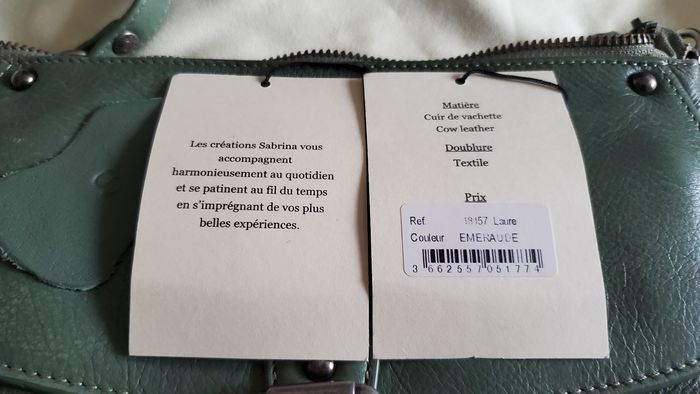 Les créations Sabrina vous
accompagnent
harmonieusement au quotidien
et se patinent au fil du temps
en s’imprégnant de vos plus
belles expériences.
Matière
Cuir de vachette
Cow leather
Doublure
Textile
Prix
Ref. 18157 Laure
Couleur EMERAUDE
3 662557 051774